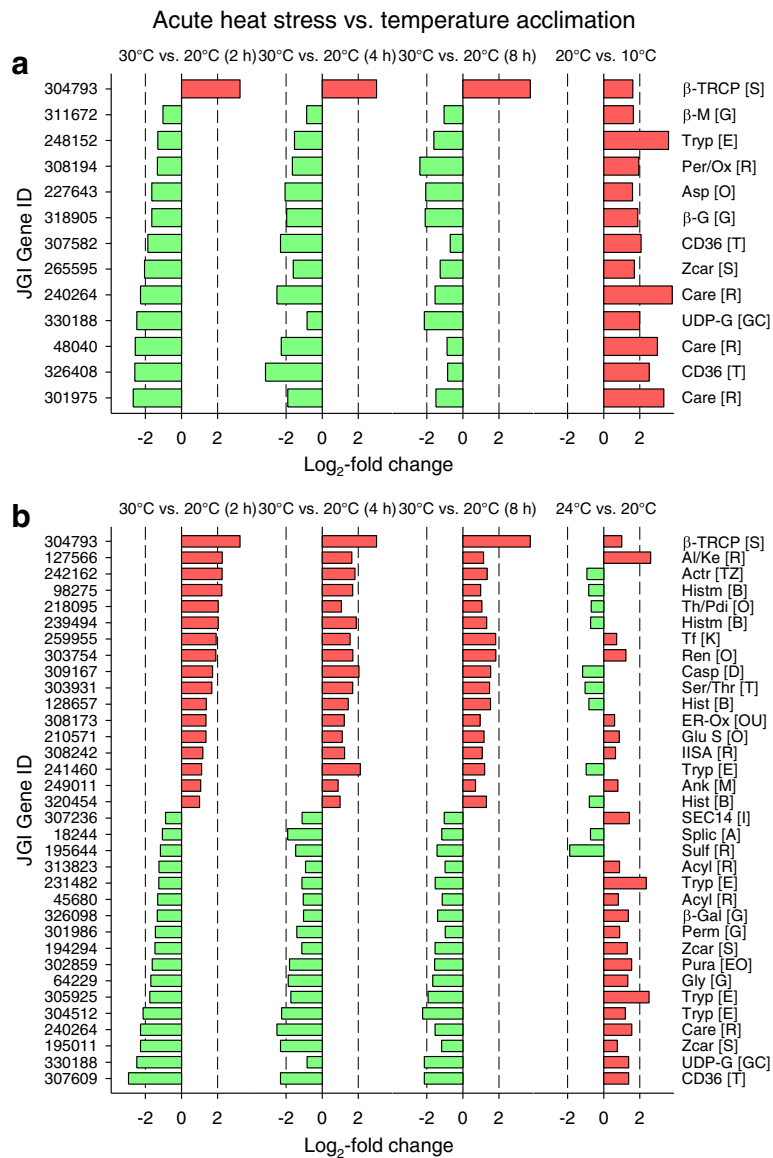 Acute heat stress vs. temperature acclimation
a
30°C vs. 20°C (2 h) 30°C vs. 20°C (4 h) 30°C vs. 20°C (8 h) 20°C vs. 10°C
JGI Gene ID
304793 β-TRCP [S]
311672 β-M [G]
248152 Tryp [E]
308194 Per/Ox [R]
227643 Asp [O]
318905 β-G [G]
307582 CD36 [T]
265595 Zcar [S]
240264 Care [R]
330188 UDP-G [GC]
48040 Care [R]
326408 CD36 [T]
301975 Care [R]
-2 0 2 -2 0 2 -2 0 2 -2 0 2
Log2-fold change
b
30°C vs. 20°C (2 h) 30°C vs. 20°C (4 h) 30°C vs. 20°C (8 h) 24°C vs. 20°C
JGI Gene ID
304793 β-TRCP [S]
127566 Al/Ke [R]
242162 Actr [TZ]
98275 Histm [B]
218095 Th/Pdi [O]
239494 Histm [B]
259955 Tf [K]
303754 Ren [O]
309167 Casp [D]
303931 Ser/Thr [T]
128657 Hist [B]
308173 ER-Ox [OU]
210571 Glu S [O]
308242 IISA [R]
241460 Tryp [E]
249011 Ank [M]
320454 Hist [B]
307236 SEC14 [I]
18244 Splic [A]
195644 Sulf [R]
313823 Acyl [R]
231482 Tryp [E]
45680 Acyl [R]
326098 β-Gal [G]
301986 Perm [G]
194294 Zcar [S]
302859 Pura [EO]
64229 Gly [G]
305925 Tryp [E]
304512 Tryp [E]
240264 Care [R]
195011 Zcar [S]
330188 UDP-G [GC]
307609 CD36 [T]
-2 0 2 -2 0 2 -2 0 2 -2 0 2
Log2-fold change